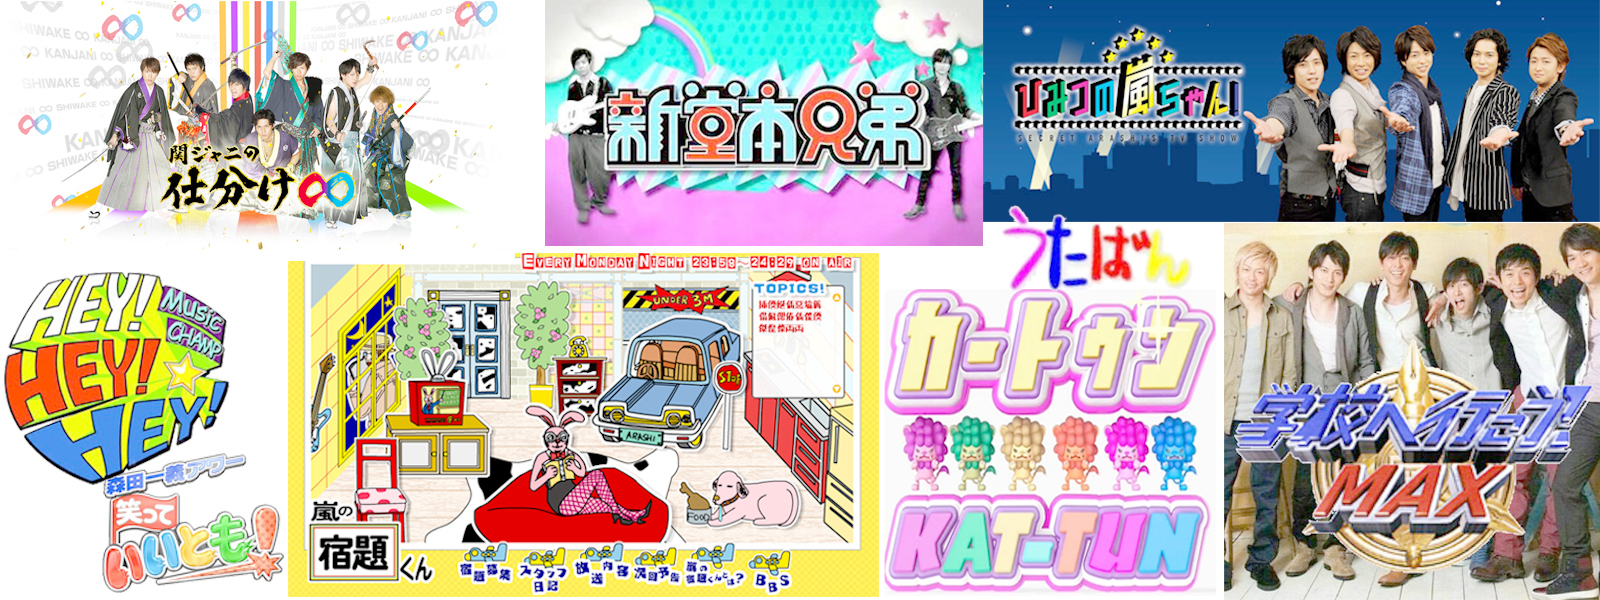 SHIWAKE ∞ KANJANI ∞
KANJANI ∞
関ジャニの
仕分け∞
新堂本兄弟
ひみつの嵐ちゃん!
SECRET ARASHI'S TV SHOW
HEY!
HEY!
HEY!
MUSIC
CHAMP
森田一義アワー
笑って
いいとも!
EVERY MONDAY NIGHT 23:58~24:29 ON AIR
TOPICS!
UNDER 3M
STOP
ARASHI
FOOD
嵐の
宿題
くん
宿題募集
スタッフ日記
放送内容
次回予告
嵐の宿題くんとは?
BBS
うたばん
カートゥン
KAT-TUN
学校へ行こう!
MAX